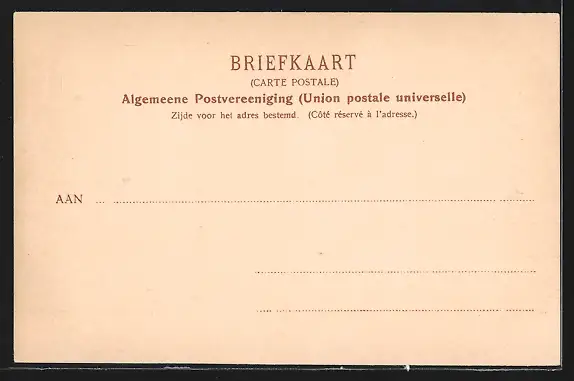 BRIEFKAART
(CARTE POSTALE)
Algemeene Postvereeniging (Union postale universelle)
Zijde voor het adres bestemd. (Côté réservé à l'adresse.)
AAN